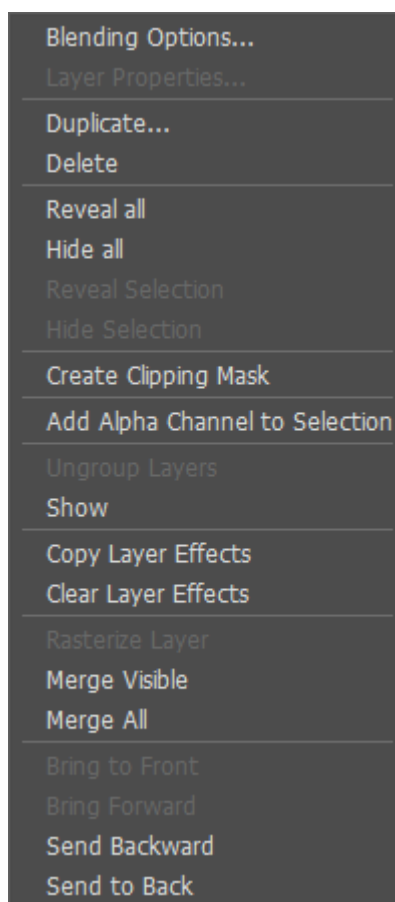 Blending Options...
Layer Properties...
Duplicate...
Delete
Reveal all
Hide all
Reveal Selection
Hide Selection
Create Clipping Mask
Add Alpha Channel to Selection
Ungroup Layers
Show
Copy Layer Effects
Clear Layer Effects
Rasterize Layer
Merge Visible
Merge All
Bring to Front
Bring Forward
Send Backward
Send to Back